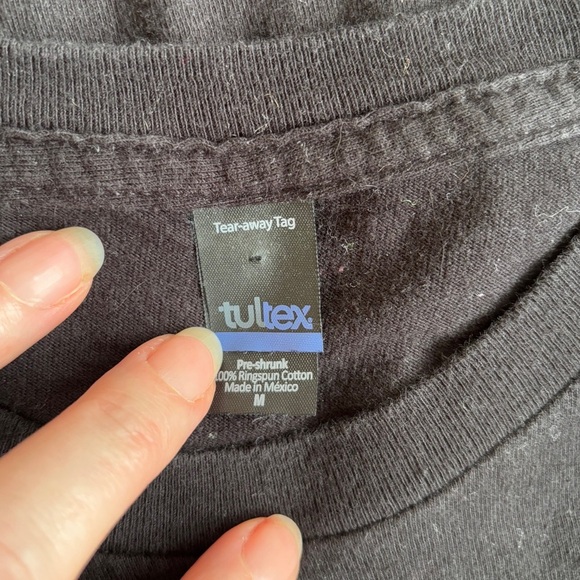 Tear-away Tag
tultex
Pre-shrunk
100% Ringspun Cotton
Made in México
M